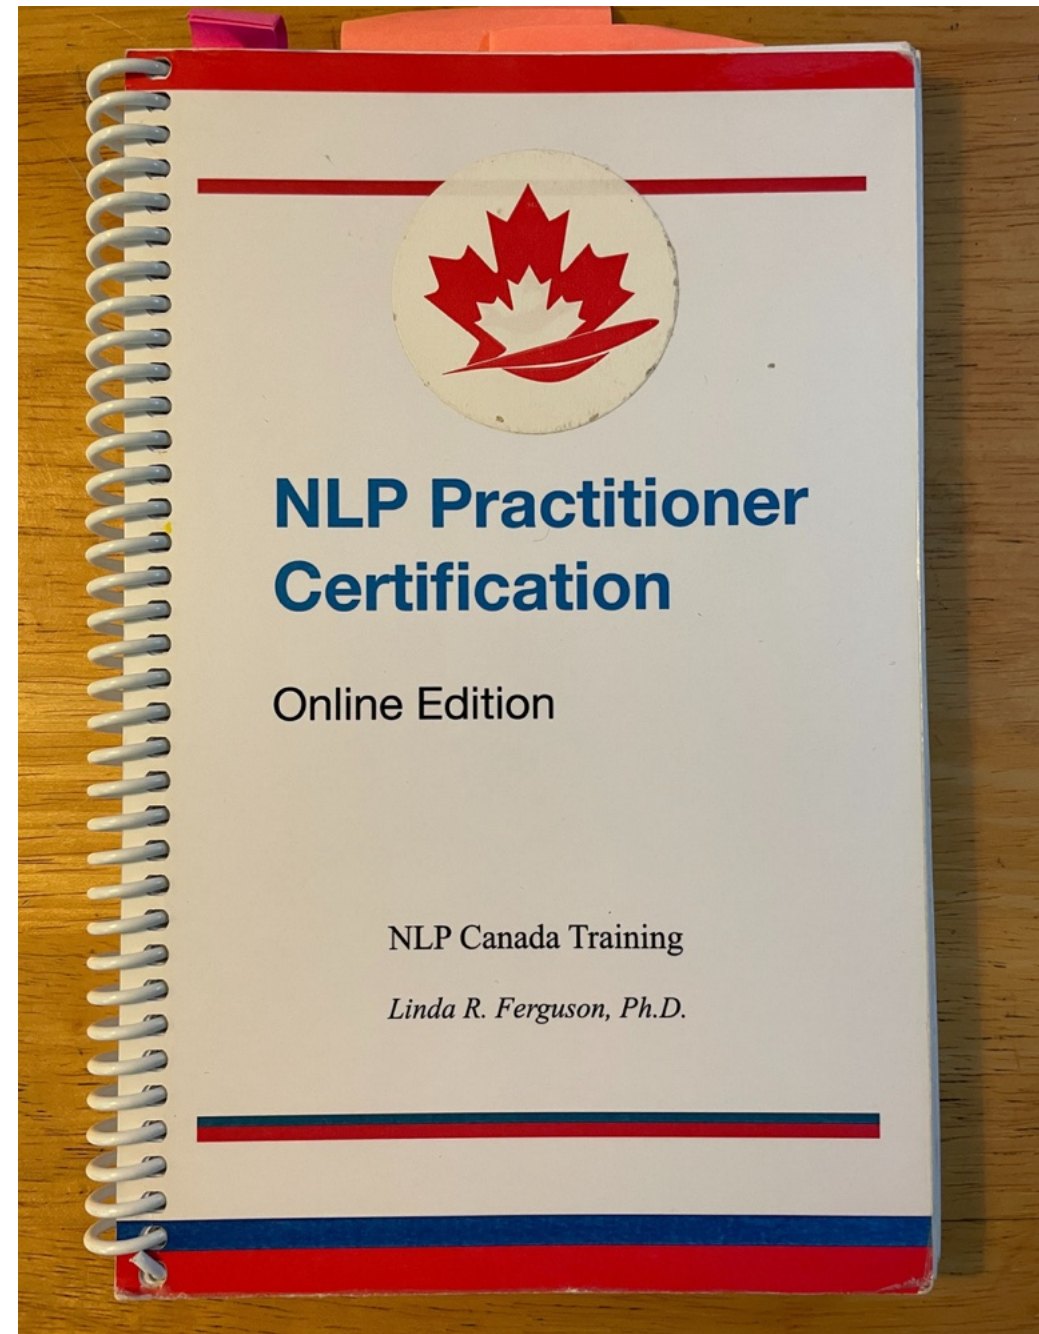 NLP Practitioner
Certification
Online Edition
NLP Canada Training
Linda R. Ferguson, Ph.D.